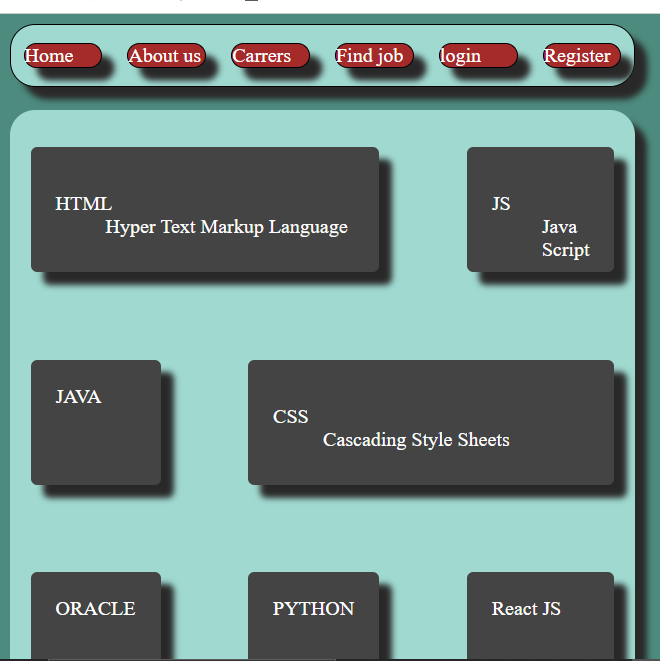 Home About us Carrers Find job login Register
HTML
Hyper Text Markup Language
JS
Java
Script
JAVA
CSS
Cascading Style Sheets
ORACLE
PYTHON
React JS